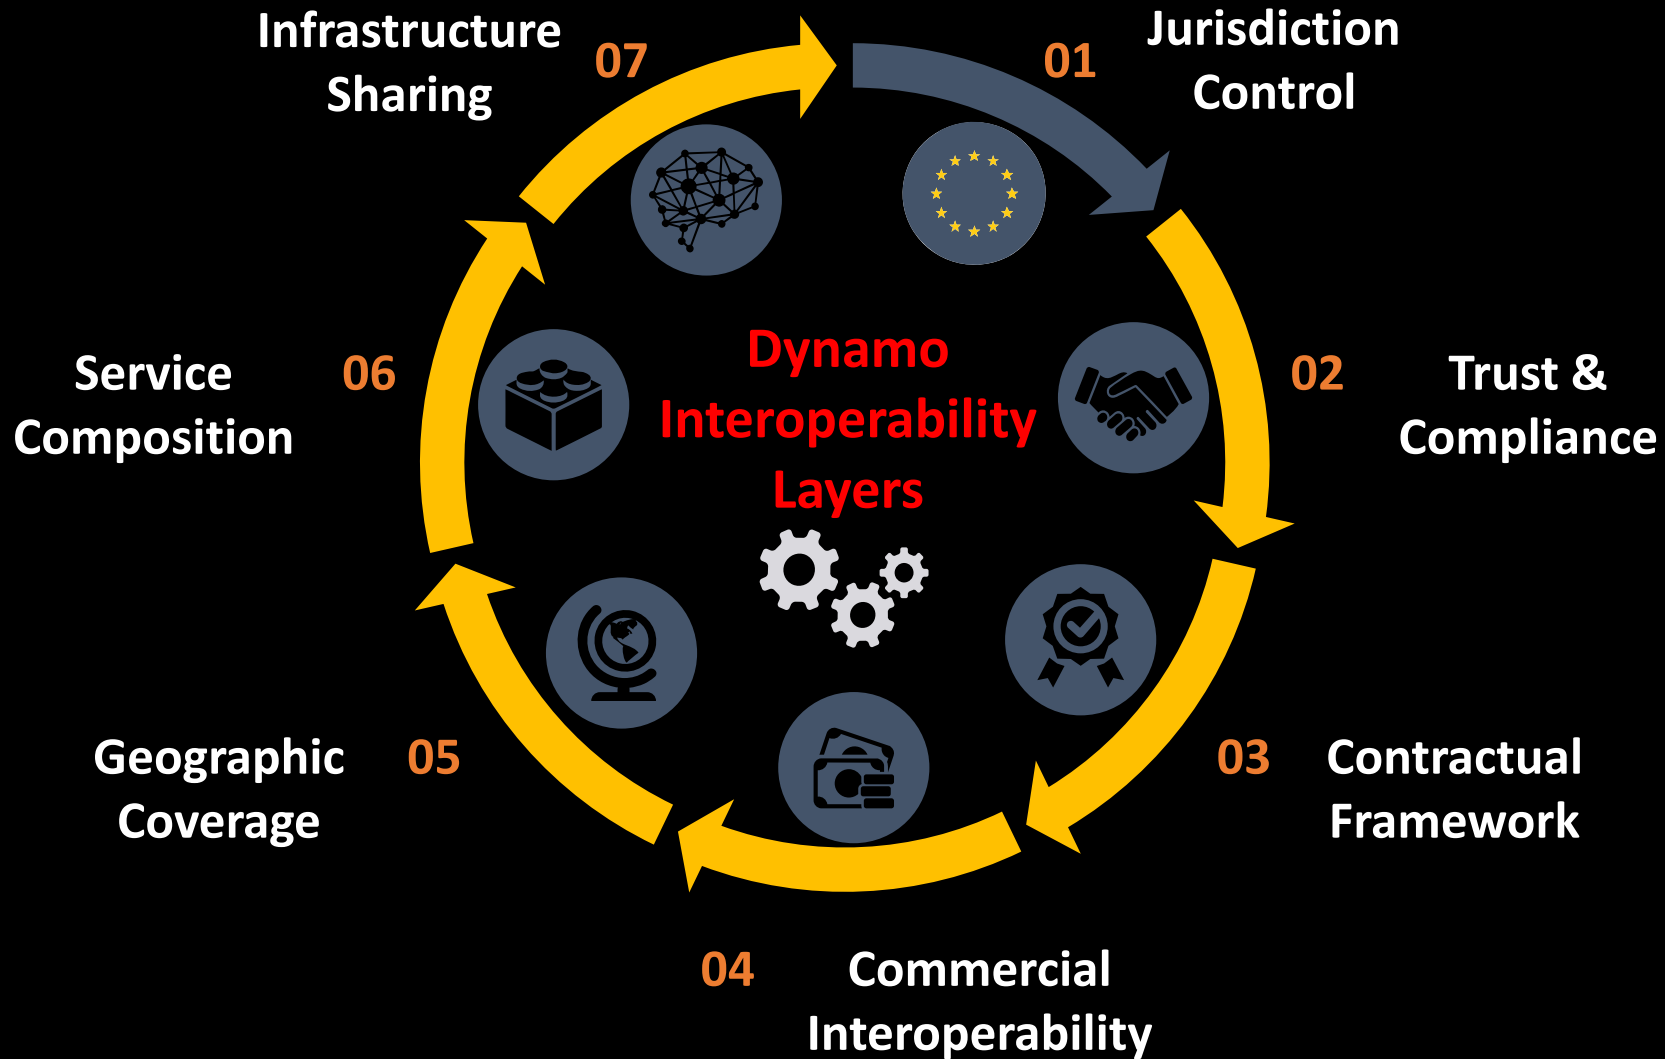 Dynamo
Interoperability
Layers
01
Jurisdiction
Control
02
Trust &
Compliance
03
Contractual
Framework
04
Commercial
Interoperability
05
Geographic
Coverage
06
Service
Composition
07
Infrastructure
Sharing